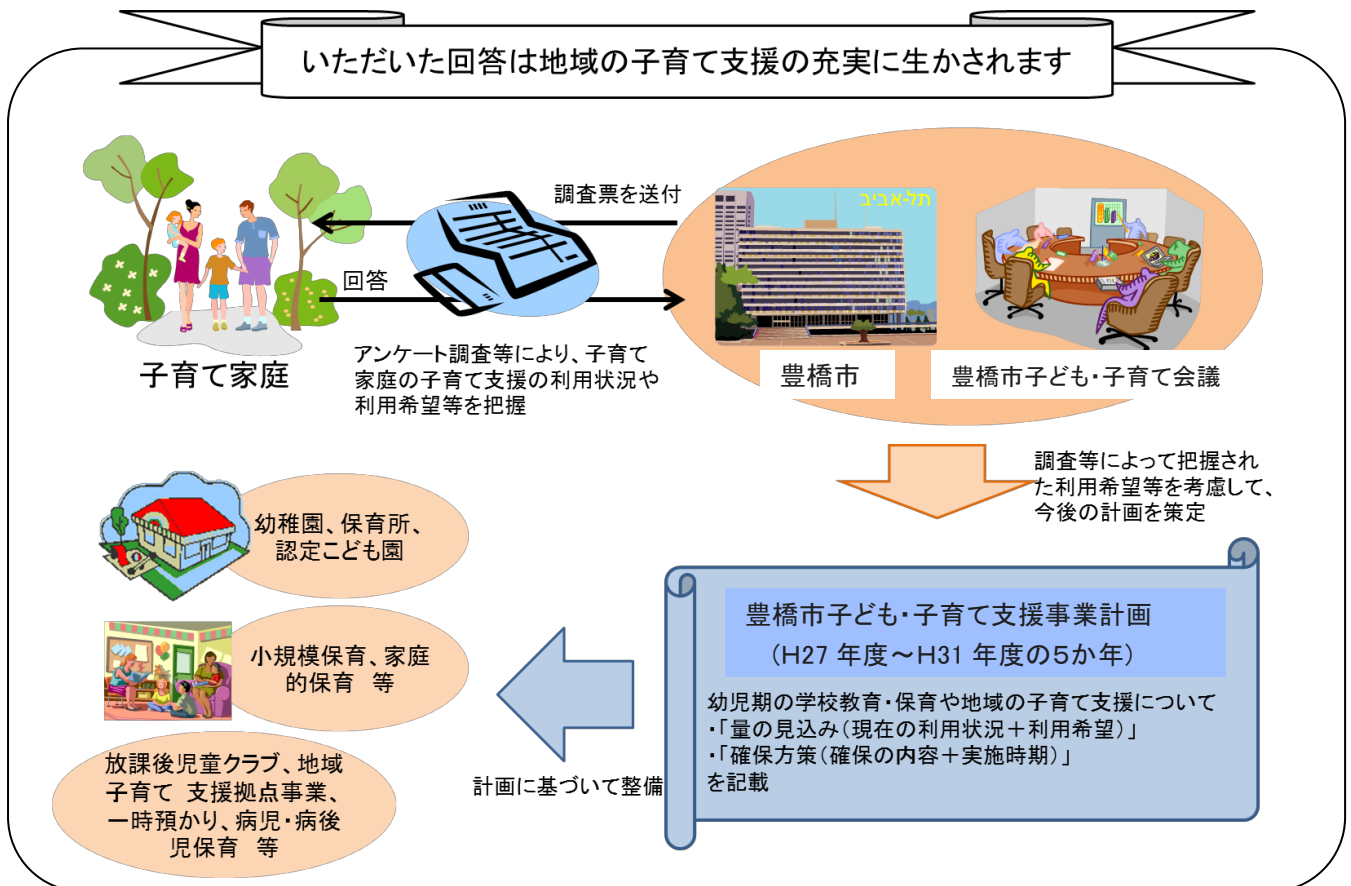 いただいた回答は地域の子育て支援の充実に生かされます
調査票を送付
回答
תל-אביב
子育て家庭
アンケート調査等により、子育て
家庭の子育て支援の利用状況や
利用希望等を把握
豊橋市
豊橋市子ども・子育て会議
調査等によって把握され
た利用希望等を考慮して、
今後の計画を策定
幼稚園、保育所、
認定こども園
小規模保育、家庭
的保育 等
放課後児童クラブ、地域
子育て 支援拠点事業、
一時預かり、病児・病後
児保育 等
計画に基づいて整備
豊橋市子ども・子育て支援事業計画
（H27 年度～H31 年度の５か年）
幼児期の学校教育・保育や地域の子育て支援について
・「量の見込み（現在の利用状況＋利用希望）」
・「確保方策（確保の内容＋実施時期）」
を記載